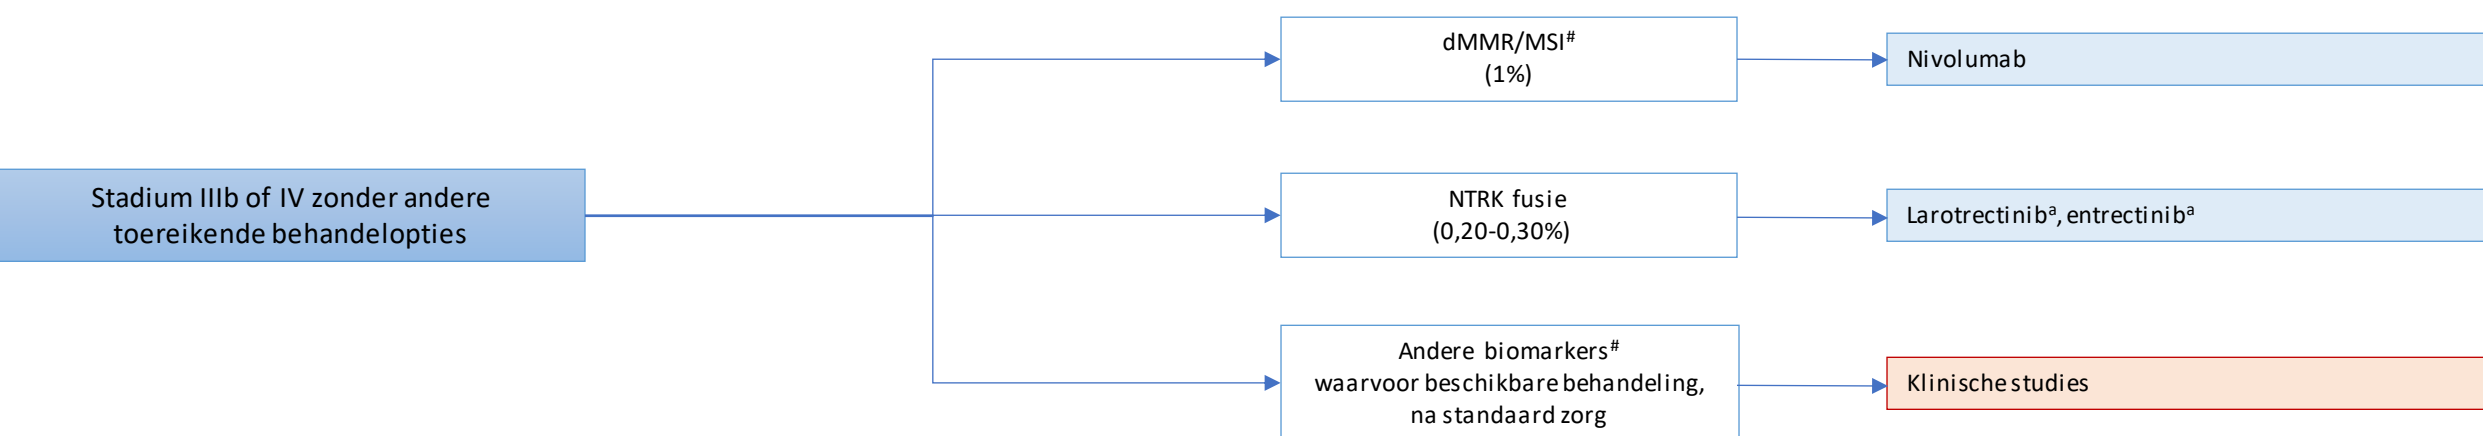 Stadium IIIb of IV zonder andere
toereikende behandelopties
dMMR/MSI#
(1%)
Nivolumab
NTRK fusie
(0,20-0,30%)
Larotrectinibᵃ, entrectinibᵃ
Andere biomarkers#
waarvoor beschikbare behandeling,
na standaard zorg
Klinische studies